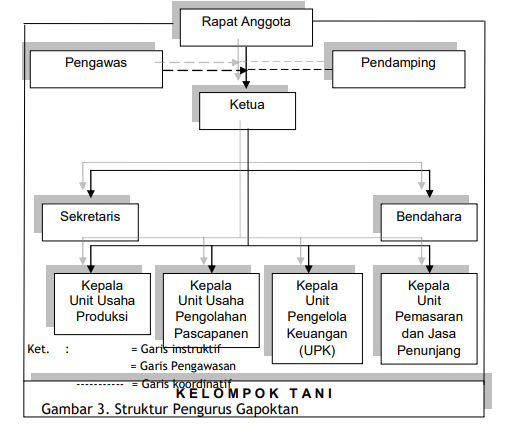 Rapat Anggota
Pengawas
Pendamping
Ketua
Sekretaris
Bendahara
Kepala
Unit Usaha
Produksi
Kepala
Unit Usaha
Pengolahan
Pascapanen
Kepala
Unit
Pengelola
Keuangan
(UPK)
Kepala
Unit
Pemasaran
dan Jasa
Penunjang
Ket. : = Garis instruktif
= Garis Pengawasan
----------- = Garis koordinatif
KELOMPOK TANI
Gambar 3. Struktur Pengurus Gapoktan